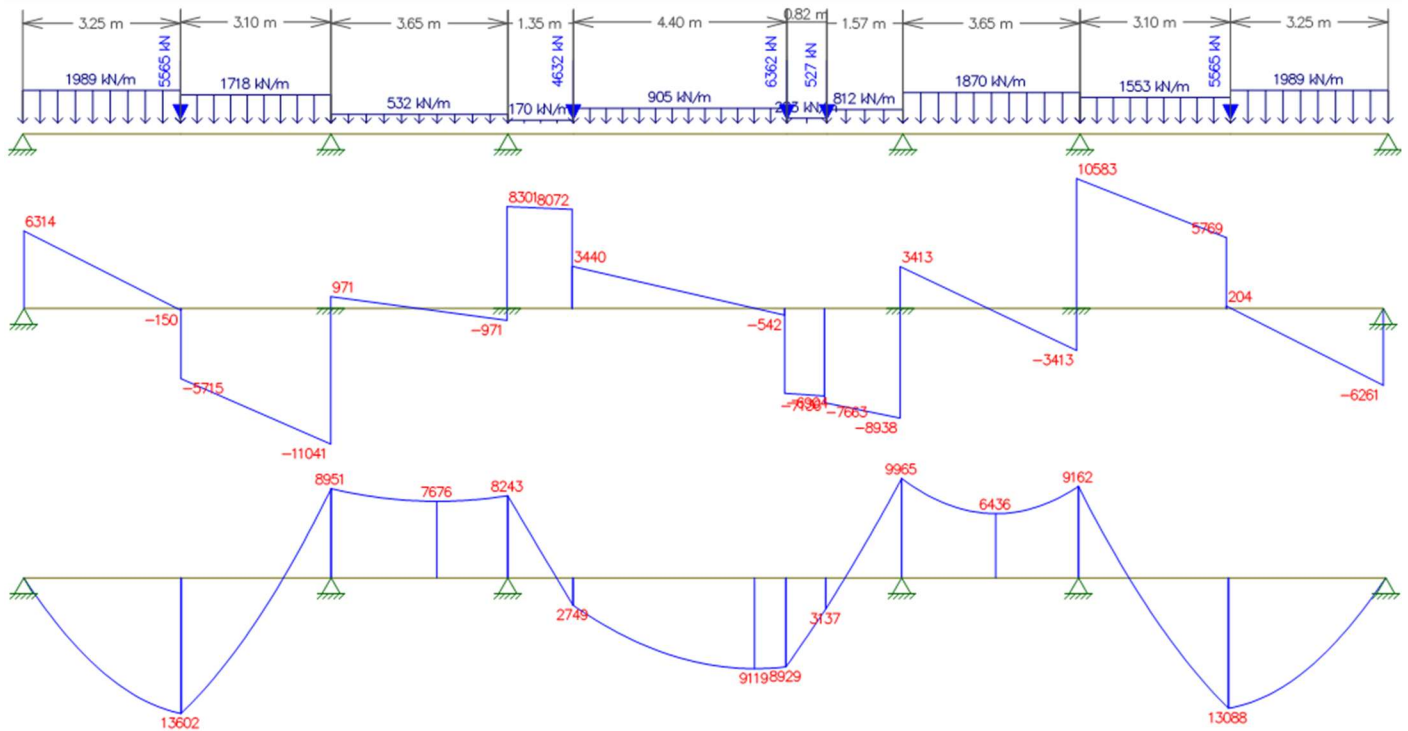 3.25 m 3.10 m 3.65 m 1.35 m 4.40 m 0.82 m 1.57 m 3.65 m 3.10 m 3.25 m
5565 kN 4632 kN 6362 kN 527 kN 5565 kN
1989 kN/m 1718 kN/m 532 kN/m 170 kN/m 905 kN/m 812 kN/m 1870 kN/m 1553 kN/m 1989 kN/m
10583
6314 8301 8072 5769
3440 3413
971 204
-150 -971 -542 -3413
-5715 -7663 -8938 -6261
-11041
8951 7676 8243 9965 6436 9162
2749 3137
9119 8929
13602 13088